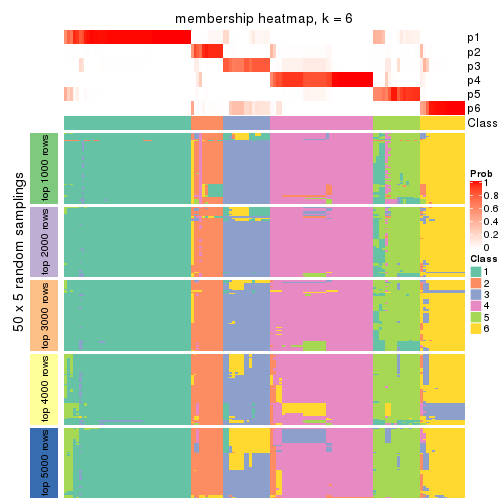 membership heatmap, k = 6
p1
p2
p3
p4
p5
p6
Class
50 x 5 random samplings
top 1000 rows
top 2000 rows
top 3000 rows
top 4000 rows
top 5000 rows
Prob
1
0.8
0.6
0.4
0.2
0
Class
1
2
3
4
5
6